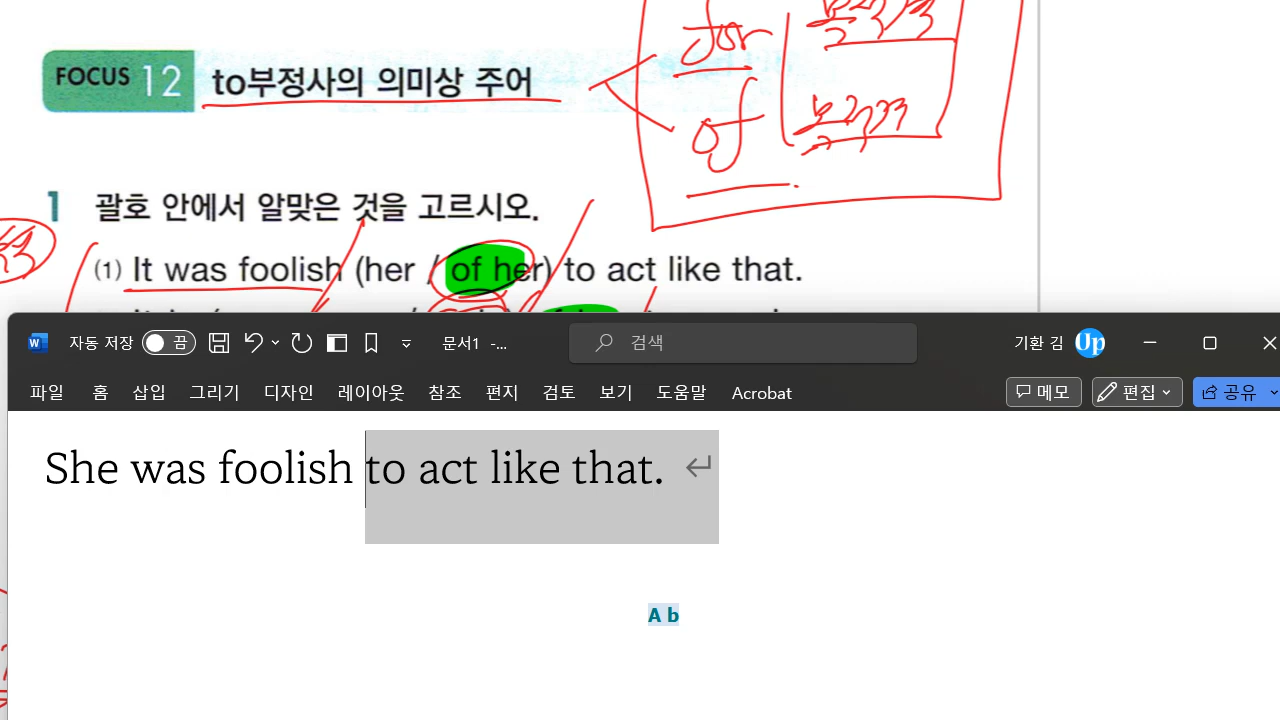 for
of
FOCUS 12 to부정사의 의미상 주어
1 괄호 안에서 알맞은 것을 고르시오.
(1) It was foolish (her / of her) to act like that.
자동 저장 끔 문서1 -... 검색 기환 김 Up
파일 홈 삽입 그리기 디자인 레이아웃 참조 편지 검토 보기 도움말 Acrobat 메모 편집 공유
She was foolish to act like that.
A b